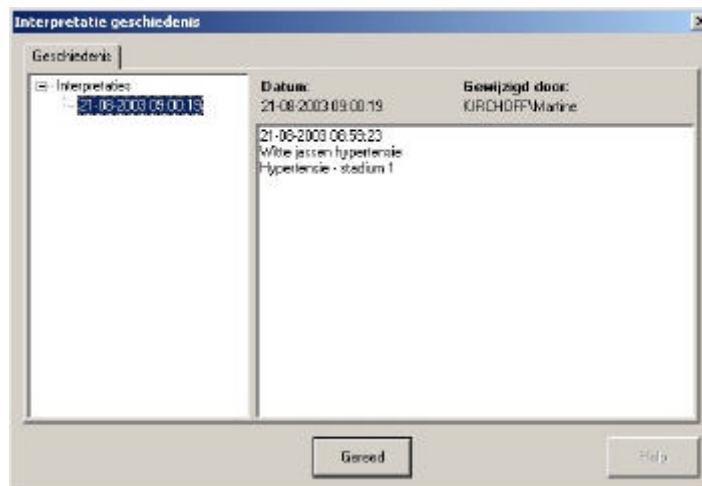 Interpretatie geschiedenis
Geschiedenis
Interpretaties
21-08-2003 09:00:19
Datum:
Gewijzigd door:
21-08-2003 09:00:19
KIRCHOFF\Martine
21-08-2003 08:59:23
Witte jassen hypertensie
Hypertensie - stadium 1
Gereed
Help